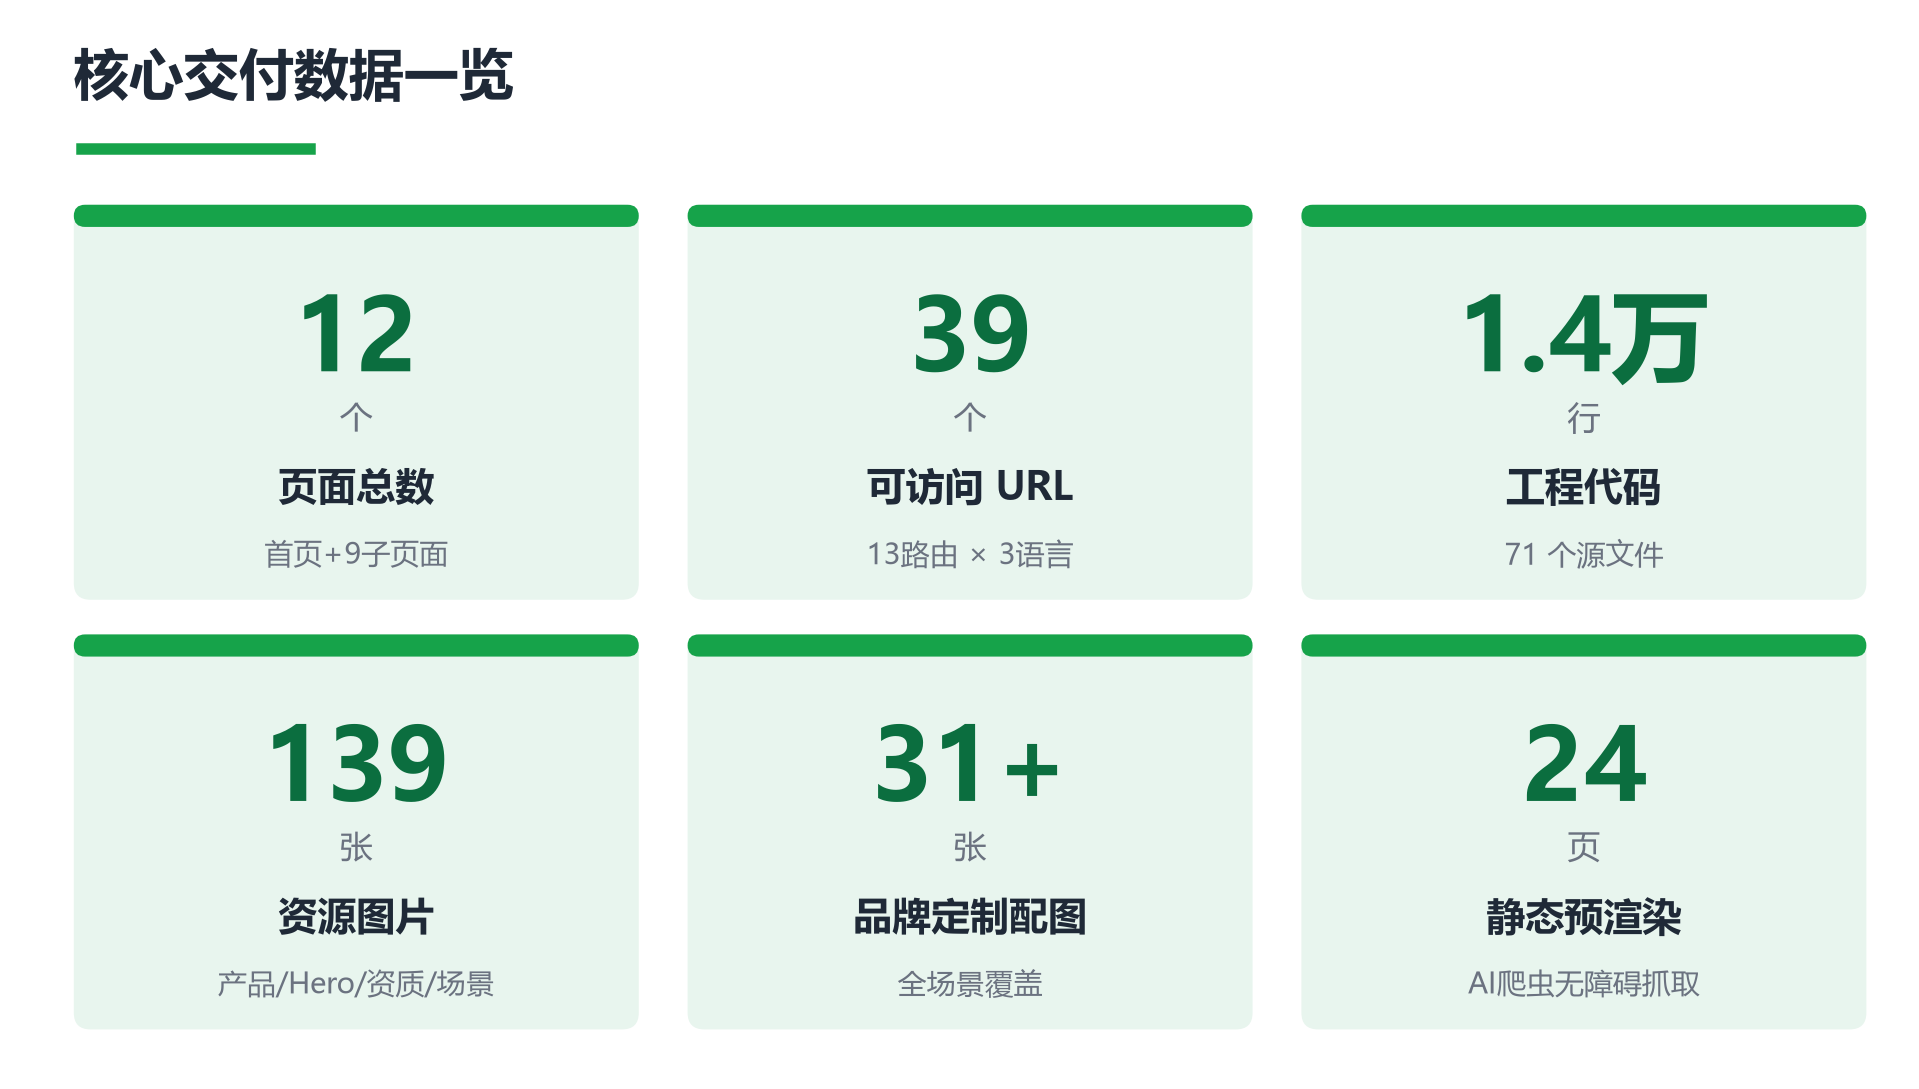 核心交付数据一览
12
个
页面总数
首页+9子页面
39
个
可访问 URL
13路由 × 3语言
1.4万
行
工程代码
71 个源文件
139
张
资源图片
产品/Hero/资质/场景
31+
张
品牌定制配图
全场景覆盖
24
页
静态预渲染
AI爬虫无障碍抓取